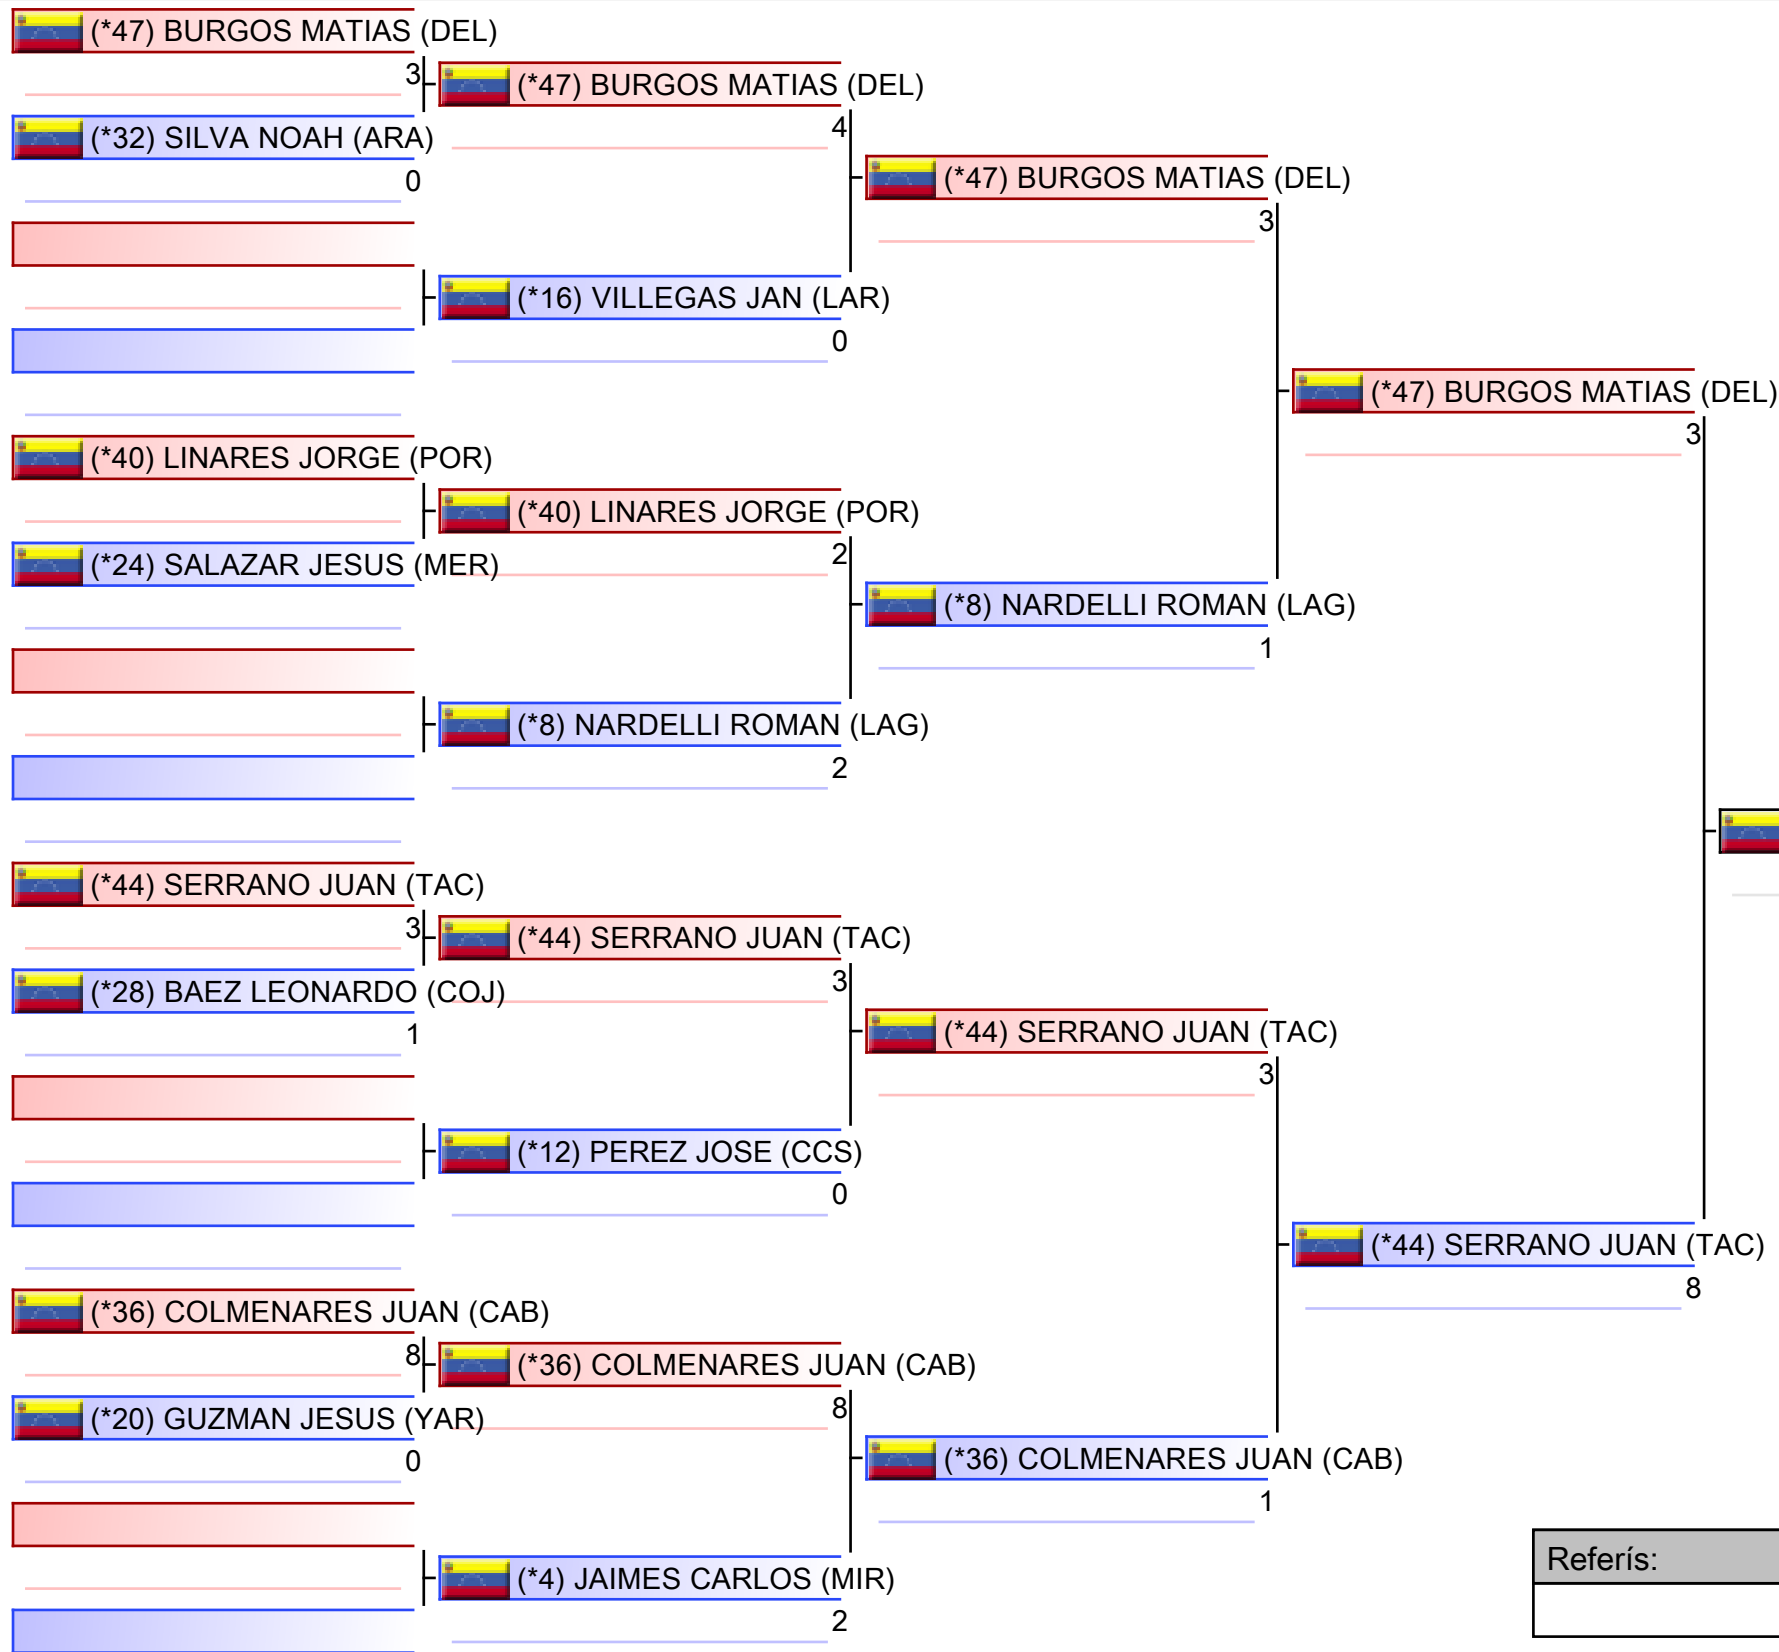 (*47) BURGOS MATIAS (DEL)
3
(*32) SILVA NOAH (ARA)
0
(*40) LINARES JORGE (POR)
(*24) SALAZAR JESUS (MER)
(*44) SERRANO JUAN (TAC)
3
(*28) BAEZ LEONARDO (COJ)
1
(*36) COLMENARES JUAN (CAB)
8
(*20) GUZMAN JESUS (YAR)
0
(*47) BURGOS MATIAS (DEL)
4
(*16) VILLEGAS JAN (LAR)
0
(*40) LINARES JORGE (POR)
2
(*8) NARDELLI ROMAN (LAG)
2
(*44) SERRANO JUAN (TAC)
3
(*12) PEREZ JOSE (CCS)
0
(*36) COLMENARES JUAN (CAB)
8
(*4) JAIMES CARLOS (MIR)
2
(*47) BURGOS MATIAS (DEL)
3
(*8) NARDELLI ROMAN (LAG)
1
(*44) SERRANO JUAN (TAC)
3
(*36) COLMENARES JUAN (CAB)
1
(*47) BURGOS MATIAS (DEL)
3
(*44) SERRANO JUAN (TAC)
8
Referís: